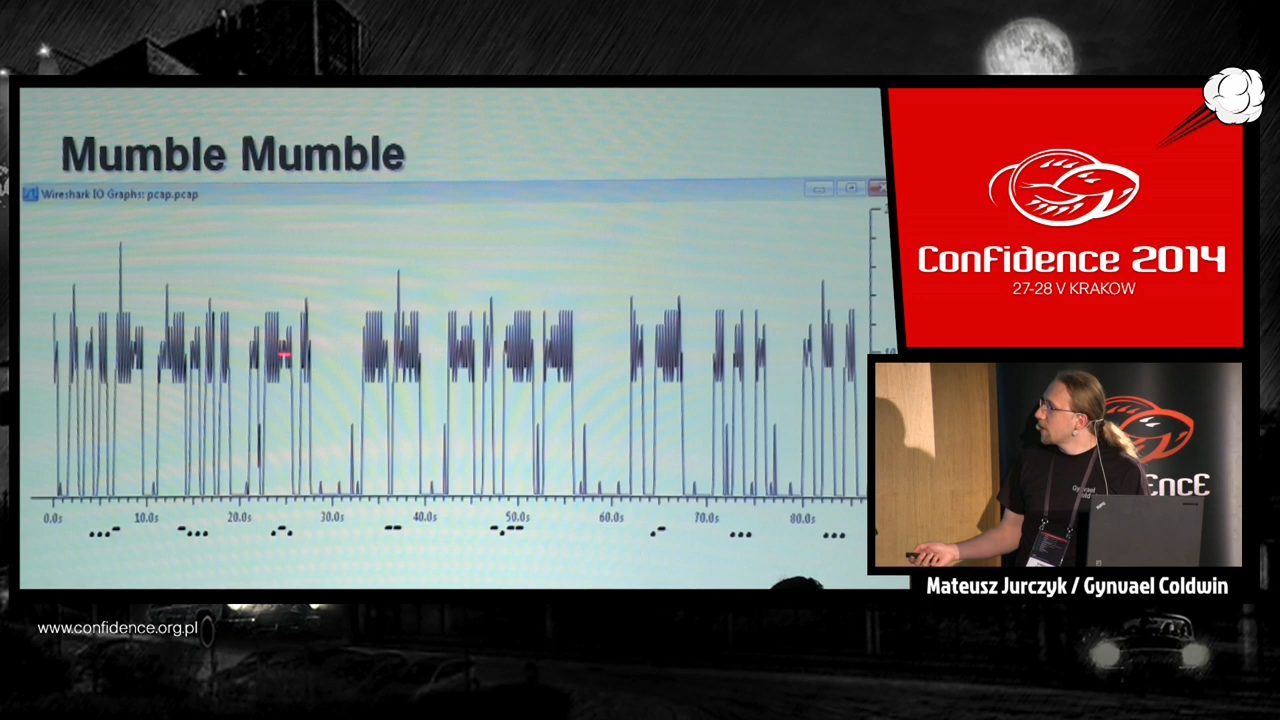 Mumble Mumble
Wireshark IO Graphs: pcap.pcap
10
0.0s 10.0s 20.0s 30.0s 40.0s 50.0s 60.0s 70.0s 80.0s
Confidence 2014
27-28 V KRAKOW
Gynvael
Mateusz Jurczyk / Gynvael Coldwin
www.confidence.org.pl